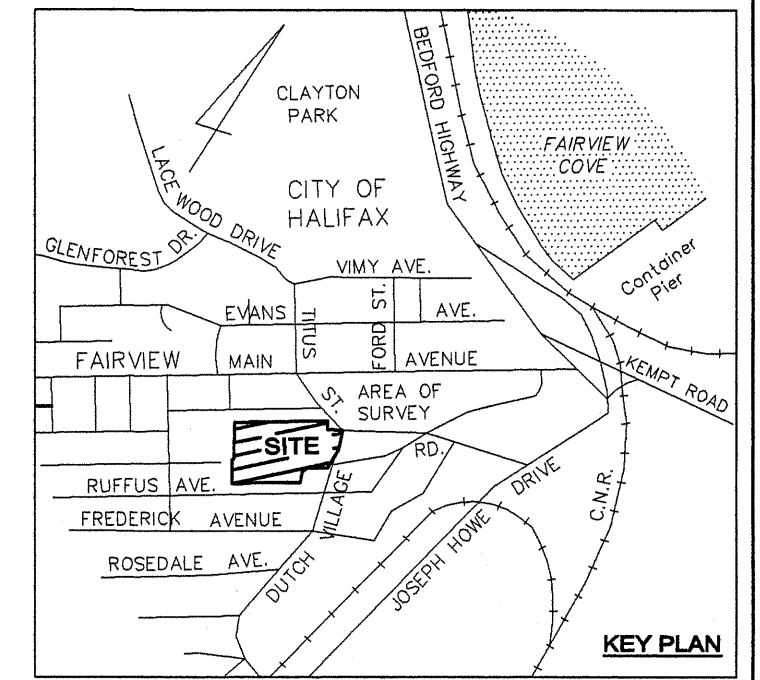 CLAYTON
PARK
BEDFORD HIGHWAY
FAIRVIEW
COVE
LACEWOOD DRIVE
CITY OF
HALIFAX
GLENFOREST DR.
Container
Pier
VIMY AVE.
EVANS AVE.
TITUS ST.
FORD ST.
FAIRVIEW
MAIN AVENUE
KEMPT ROAD
AREA OF
SURVEY
SITE
DUTCH VILLAGE RD.
RUFFUS AVE.
FREDERICK AVENUE
JOSEPH HOWE DRIVE
C.N.R.
ROSEDALE AVE.
KEY PLAN